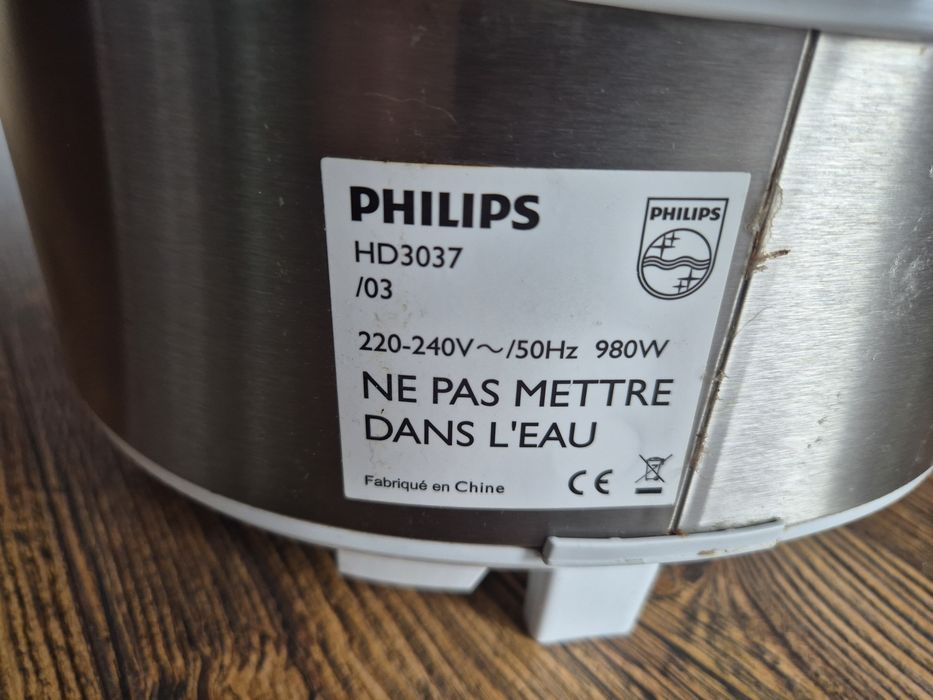 PHILIPS
HD3037
/03
PHILIPS
220-240V~/50Hz 980W
NE PAS METTRE
DANS L'EAU
Fabriqué en Chine
CE